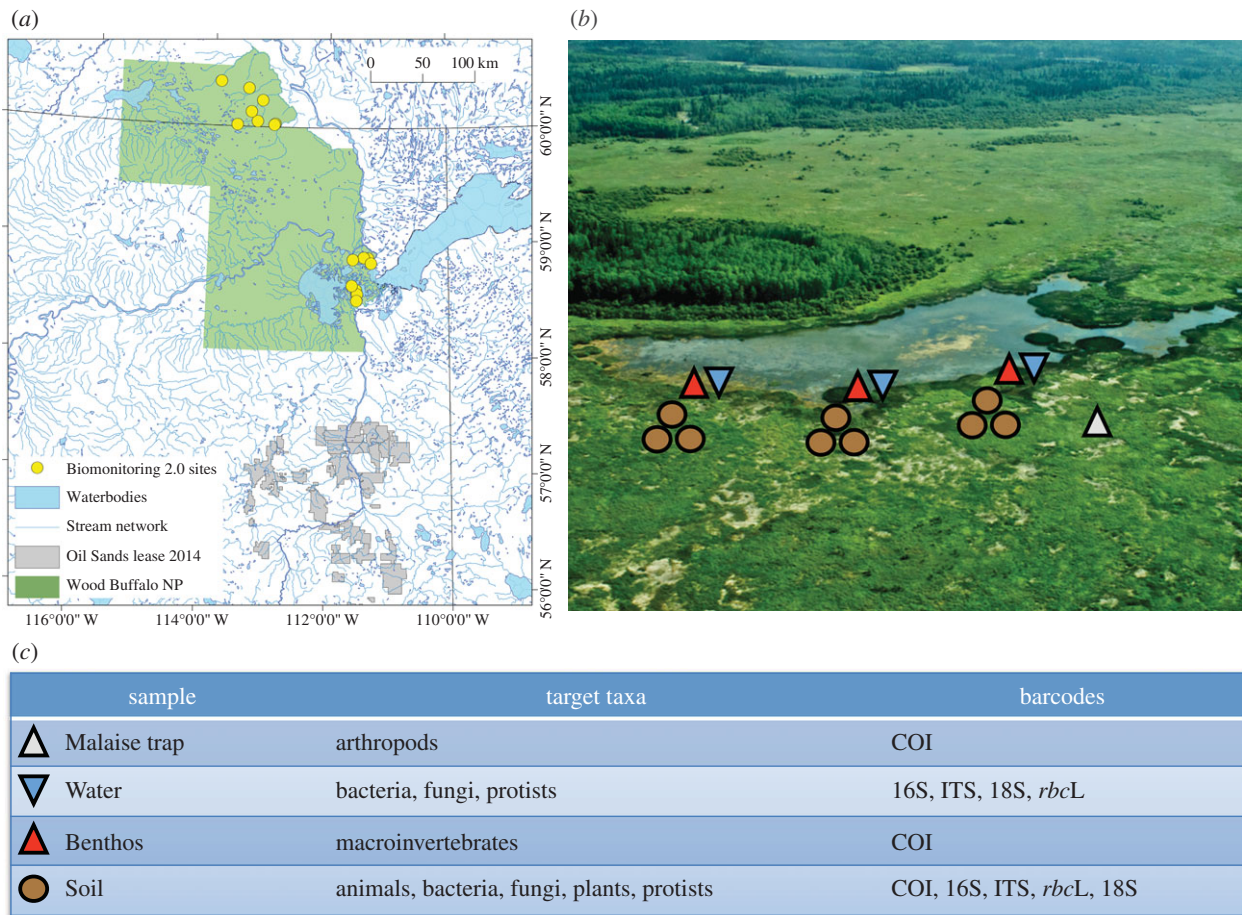 (a)
(b)
0 50 100 km
60°0'0" N
59°0'0" N
58°0'0" N
57°0'0" N
56°0'0" N
Biomonitoring 2.0 sites
Waterbodies
Stream network
Oil Sands lease 2014
Wood Buffalo NP
116°0'0" W 114°0'0" W 112°0'0" W 110°0'0" W
(c)
sample target taxa barcodes
Malaise trap arthropods COI
Water bacteria, fungi, protists 16S, ITS, 18S, rbcL
Benthos macroinvertebrates COI
Soil animals, bacteria, fungi, plants, protists COI, 16S, ITS, rbcL, 18S